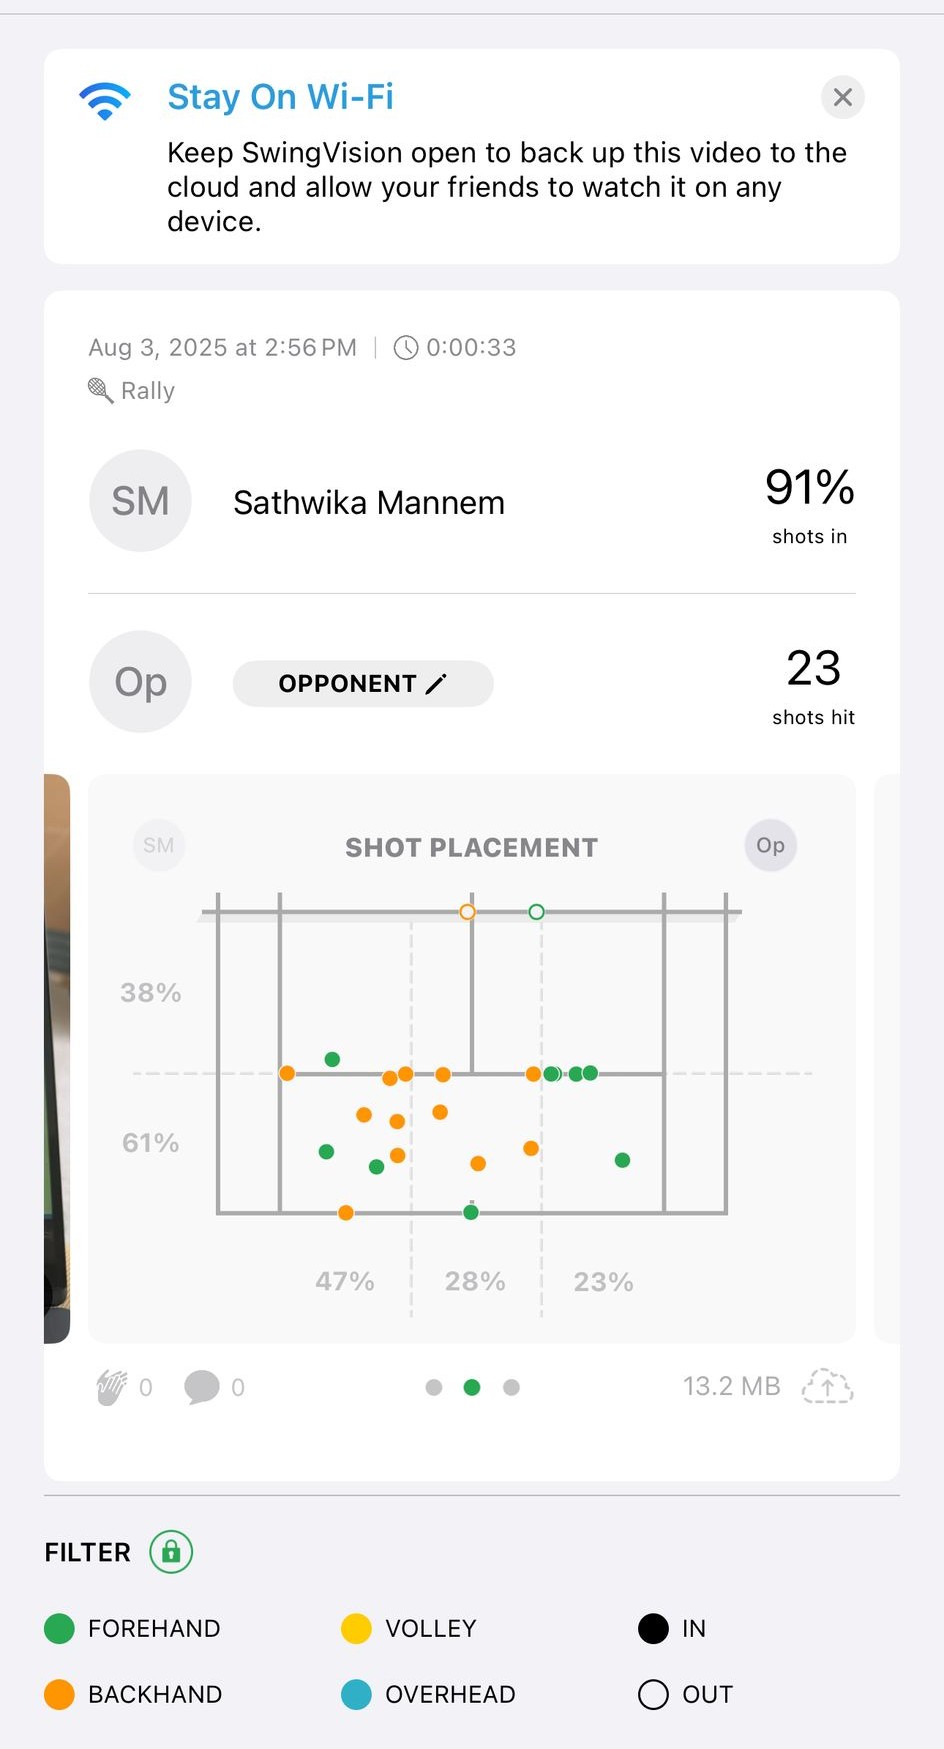 Stay On Wi-Fi
Keep SwingVision open to back up this video to the
cloud and allow your friends to watch it on any
device.
Aug 3, 2025 at 2:56 PM | 0:00:33
Rally
SM
Sathwika Mannem
91%
shots in
Op
OPPONENT
23
shots hit
SM
SHOT PLACEMENT
Op
38%
61%
47%
28%
23%
0
0
13.2 MB
FILTER
FOREHAND
VOLLEY
IN
BACKHAND
OVERHEAD
OUT